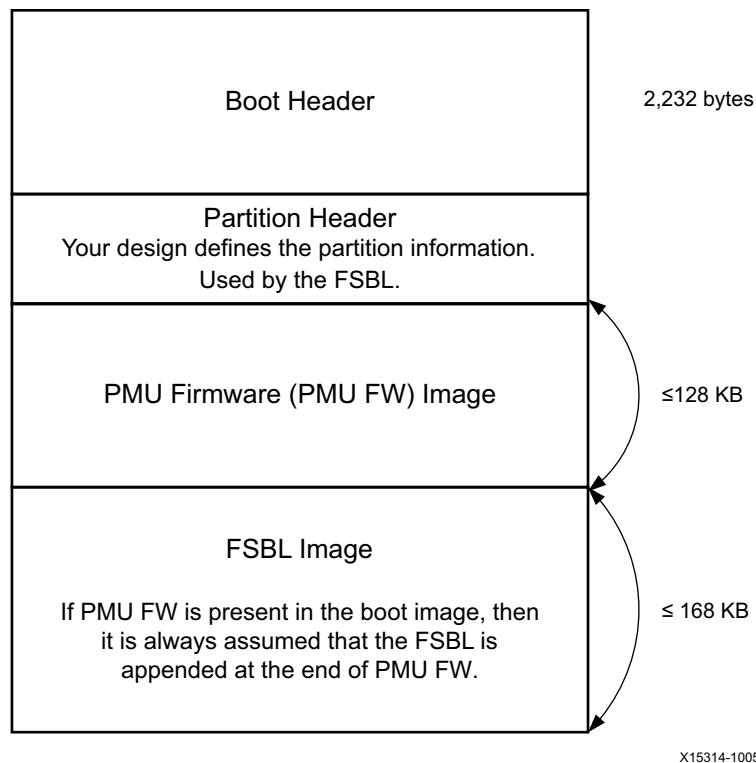 Boot Header
2,232 bytes
Partition Header
Your design defines the partition information.
Used by the FSBL.
PMU Firmware (PMU FW) Image
≤128 KB
FSBL Image
If PMU FW is present in the boot image, then
it is always assumed that the FSBL is
appended at the end of PMU FW.
≤ 168 KB
X15314-1005